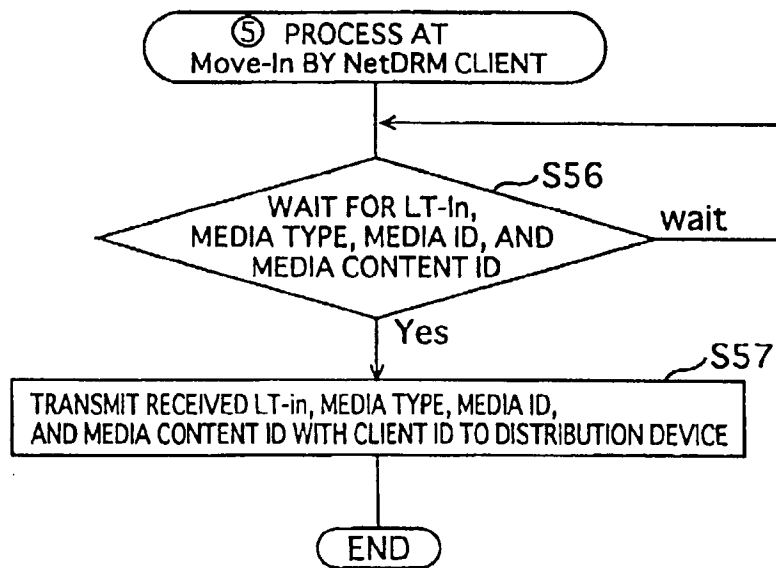 ⑤ PROCESS AT
Move-In BY NetDRM CLIENT
S56
WAIT FOR LT-In,
MEDIA TYPE, MEDIA ID, AND
MEDIA CONTENT ID
wait
Yes
S57
TRANSMIT RECEIVED LT-in, MEDIA TYPE, MEDIA ID,
AND MEDIA CONTENT ID WITH CLIENT ID TO DISTRIBUTION DEVICE
END